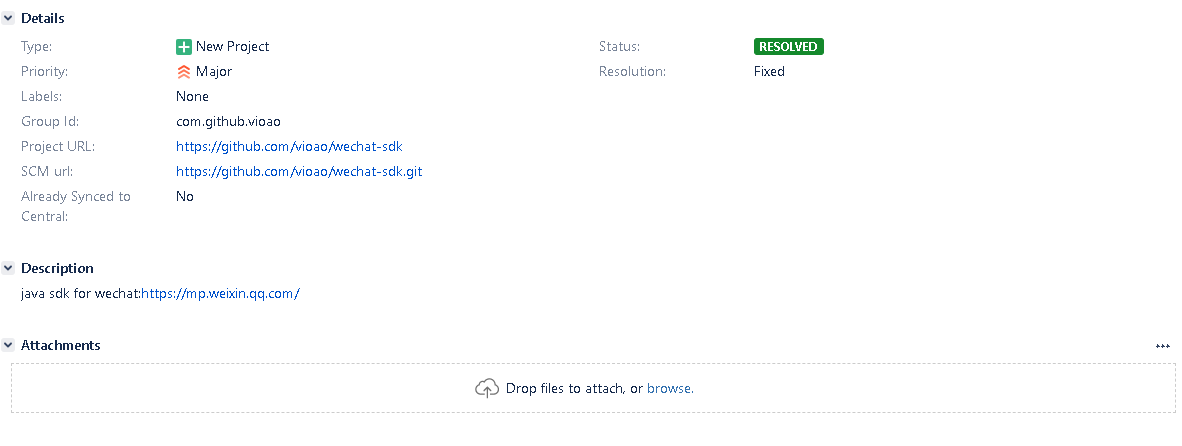 Details
Type: New Project Status: RESOLVED
Priority: Major Resolution: Fixed
Labels: None
Group Id: com.github.vioao
Project URL: https://github.com/vioao/wechat-sdk
SCM url: https://github.com/vioao/wechat-sdk.git
Already Synced to No
Central:
Description
java sdk for wechat:https://mp.weixin.qq.com/
Attachments
Drop files to attach, or browse.